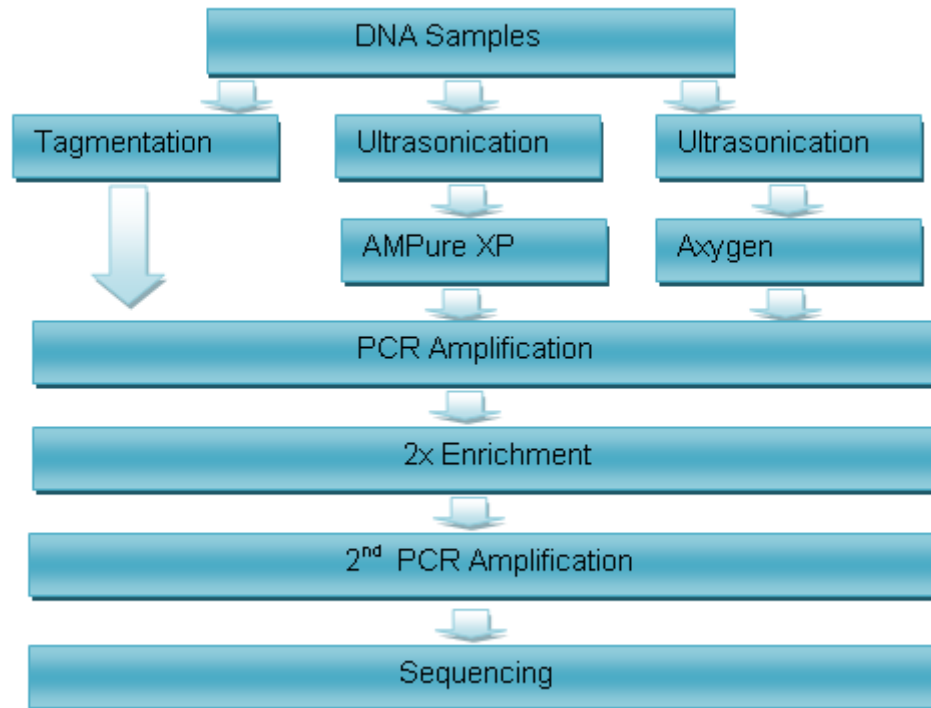 DNA Samples
Tagmentation
Ultrasonication
Ultrasonication
AMPure XP
Axygen
PCR Amplification
2x Enrichment
2nd PCR Amplification
Sequencing